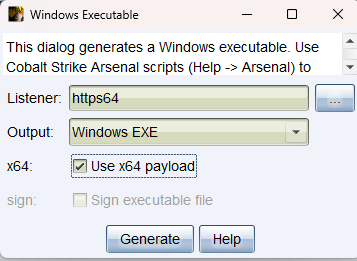 Windows Executable
This dialog generates a Windows executable. Use
Cobalt Strike Arsenal scripts (Help -> Arsenal) to
Listener: https64 ...
Output: Windows EXE
x64: Use x64 payload
sign: Sign executable file
Generate Help